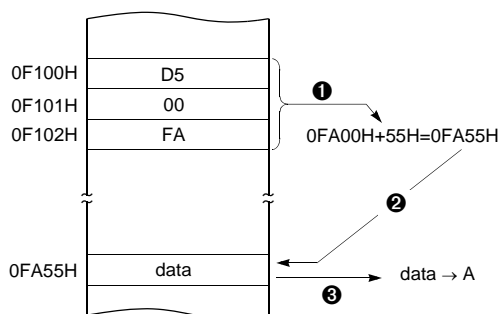 0F100H D5
❶
0F101H 00
0F102H FA
0FA00H+55H=0FA55H
❷
0FA55H data
data → A
❸